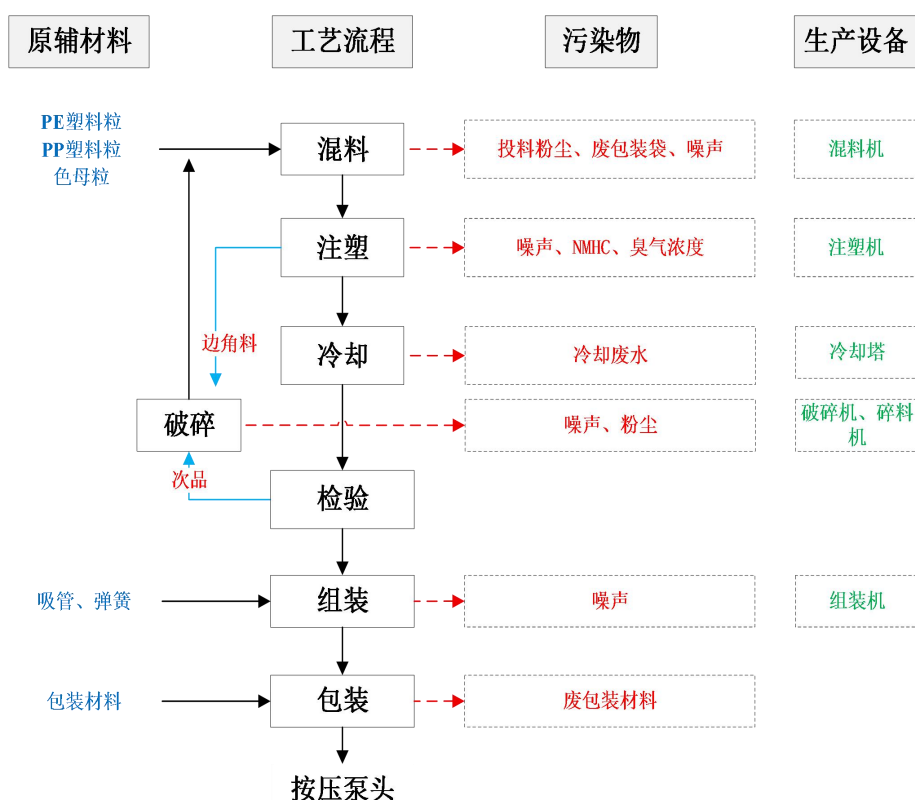 原辅材料
工艺流程
污染物
生产设备
PE塑料粒
PP塑料粒
色母粒
混料
投料粉尘、废包装袋、噪声
混料机
注塑
噪声、NMHC、臭气浓度
注塑机
边角料
冷却
冷却废水
冷却塔
破碎
噪声、粉尘
破碎机、碎料
机
次品
检验
吸管、弹簧
组装
噪声
组装机
包装材料
包装
废包装材料
按压泵头